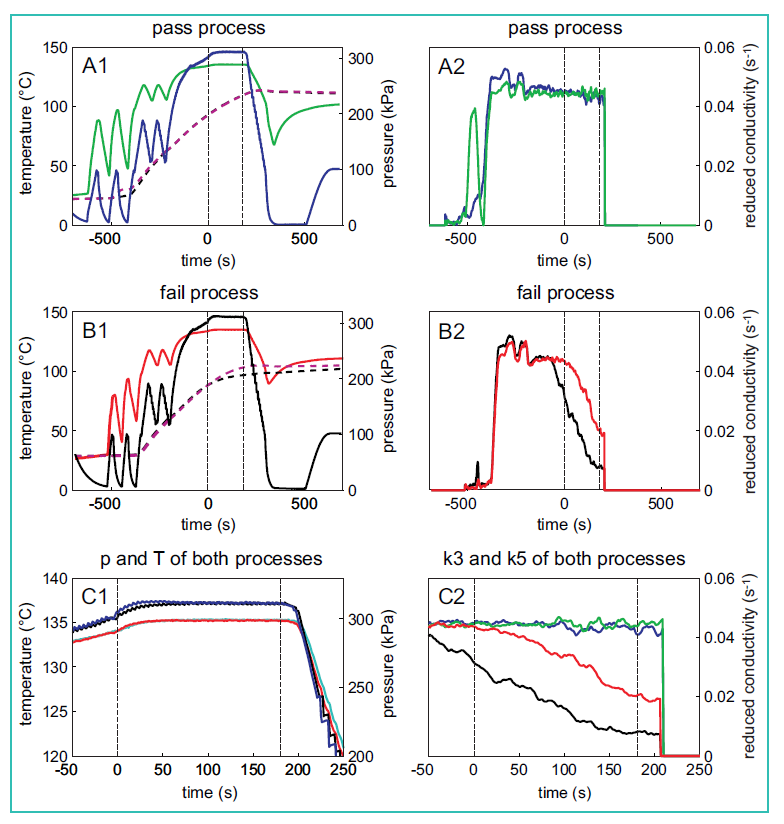 pass process
A1
temperature (°C)
150
100
50
0
-500
0
500
time (s)
300
200
100
0
pressure (kPa)
pass process
A2
-500
0
500
time (s)
0.06
0.04
0.02
0
reduced conductivity (s⁻¹)
fail process
B1
temperature (°C)
150
100
50
0
-500
0
500
time (s)
300
200
100
0
pressure (kPa)
fail process
B2
-500
0
500
time (s)
0.06
0.04
0.02
0
reduced conductivity (s⁻¹)
p and T of both processes
C1
temperature (°C)
140
135
130
125
120
-50
0
50
100
150
200
250
time (s)
300
250
200
pressure (kPa)
k3 and k5 of both processes
C2
-50
0
50
100
150
200
250
time (s)
0.06
0.04
0.02
0
reduced conductivity (s⁻¹)